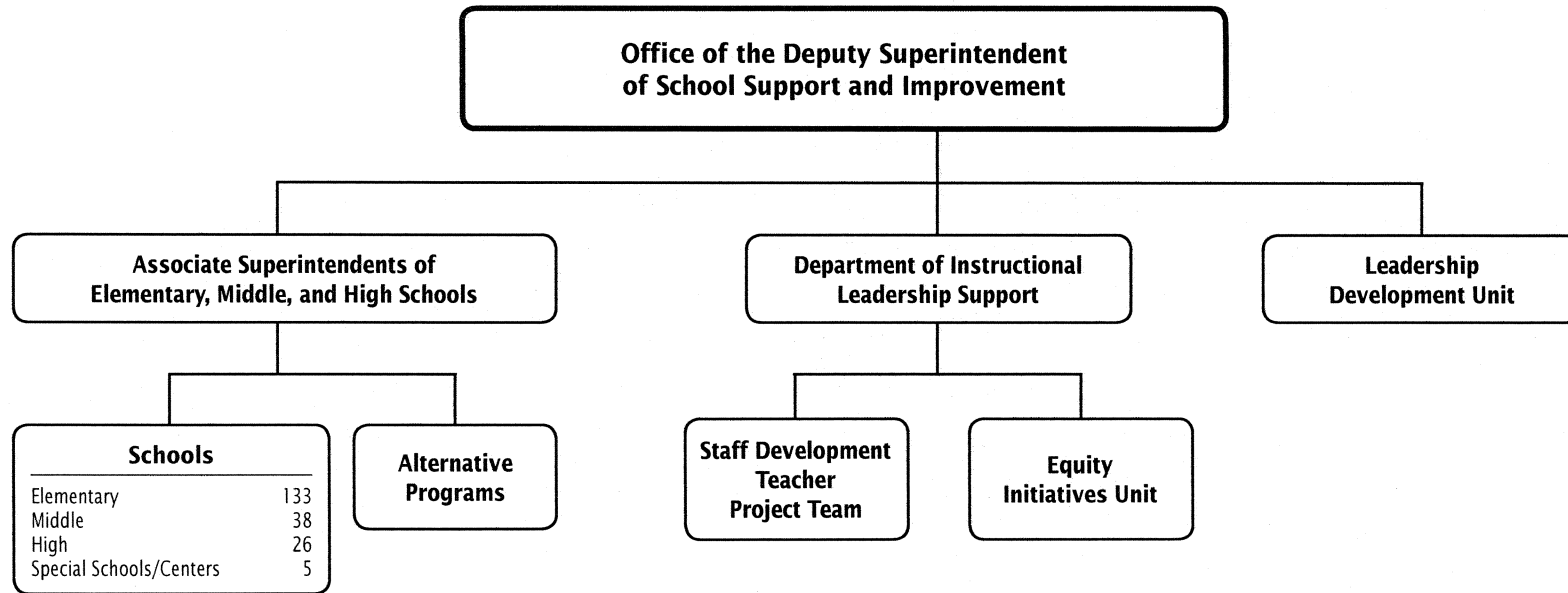 Office of the Deputy Superintendent
of School Support and Improvement
Associate Superintendents of
Elementary, Middle, and High Schools
Department of Instructional
Leadership Support
Leadership
Development Unit
Schools
Elementary 133
Middle 38
High 26
Special Schools/Centers 5
Alternative
Programs
Staff Development
Teacher
Project Team
Equity
Initiatives Unit